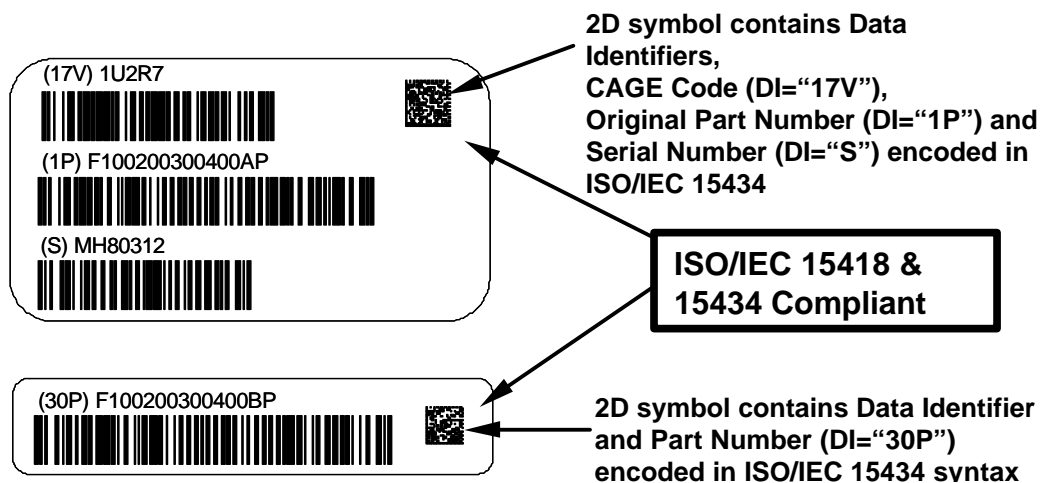 (17V) 1U2R7
(1P) F100200300400AP
(S) MH80312
2D symbol contains Data
Identifiers,
CAGE Code (DI=“17V”),
Original Part Number (DI=“1P”) and
Serial Number (DI=“S”) encoded in
ISO/IEC 15434
ISO/IEC 15418 &
15434 Compliant
(30P) F100200300400BP
2D symbol contains Data Identifier
and Part Number (DI=“30P”)
encoded in ISO/IEC 15434 syntax